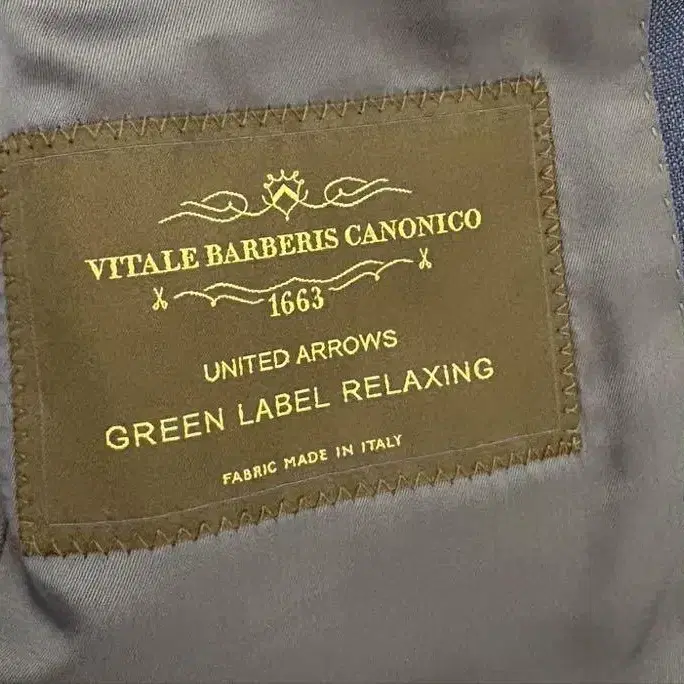 VITALE BARBERIS CANONICO
1663
UNITED ARROWS
GREEN LABEL RELAXING
FABRIC MADE IN ITALY